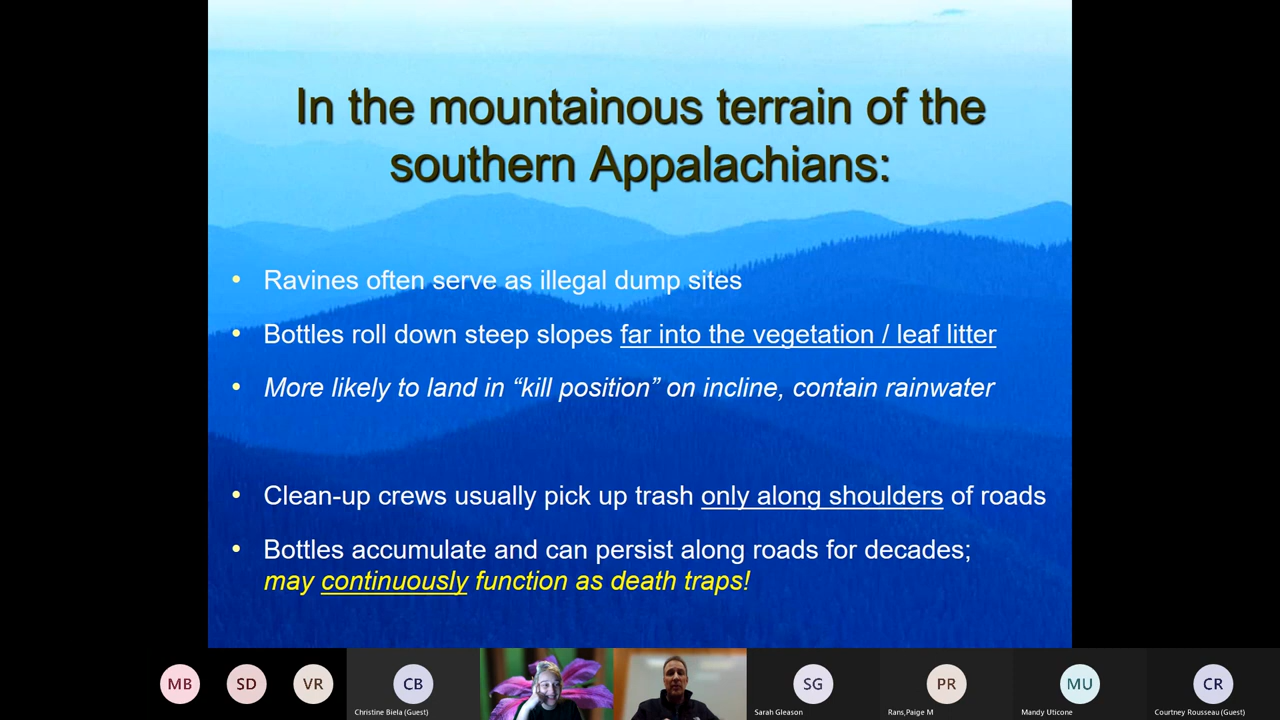 In the mountainous terrain of the
southern Appalachians:
• Ravines often serve as illegal dump sites
• Bottles roll down steep slopes far into the vegetation / leaf litter
• More likely to land in “kill position” on incline, contain rainwater
• Clean-up crews usually pick up trash only along shoulders of roads
• Bottles accumulate and can persist along roads for decades;
may continuously function as death traps!
MB SD VR CB SG PR MU CR
Christine Biela (Guest) Sarah Gleason Rans,Paige M Mandy Uticone Courtney Rousseau (Guest)